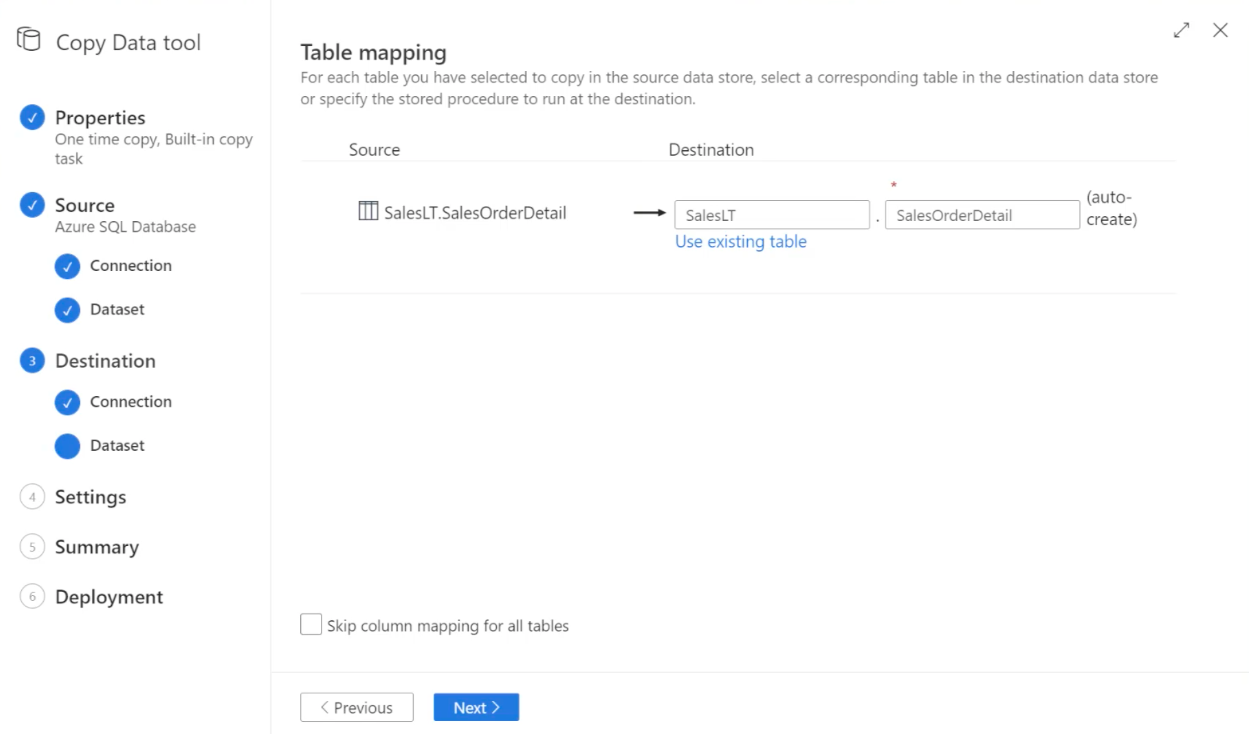 Copy Data tool
Properties
One time copy, Built-in copy
task
Source
Azure SQL Database
Connection
Dataset
3 Destination
Connection
Dataset
4 Settings
5 Summary
6 Deployment
Table mapping
For each table you have selected to copy in the source data store, select a corresponding table in the destination data store
or specify the stored procedure to run at the destination.
Source Destination
*
SalesLT.SalesOrderDetail SalesLT . SalesOrderDetail (auto-
create)
Use existing table
Skip column mapping for all tables
< Previous Next >